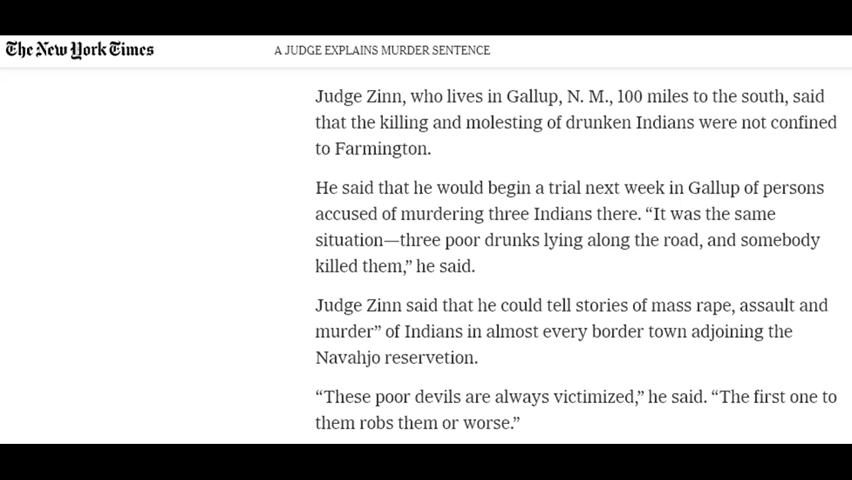 The New York Times
A JUDGE EXPLAINS MURDER SENTENCE
Judge Zinn, who lives in Gallup, N. M., 100 miles to the south, said
that the killing and molesting of drunken Indians were not confined
to Farmington.
He said that he would begin a trial next week in Gallup of persons
accused of murdering three Indians there. “It was the same
situation—three poor drunks lying along the road, and somebody
killed them,” he said.
Judge Zinn said that he could tell stories of mass rape, assault and
murder” of Indians in almost every border town adjoining the
Navahjo reservetion.
“These poor devils are always victimized,” he said. “The first one to
them robs them or worse.”